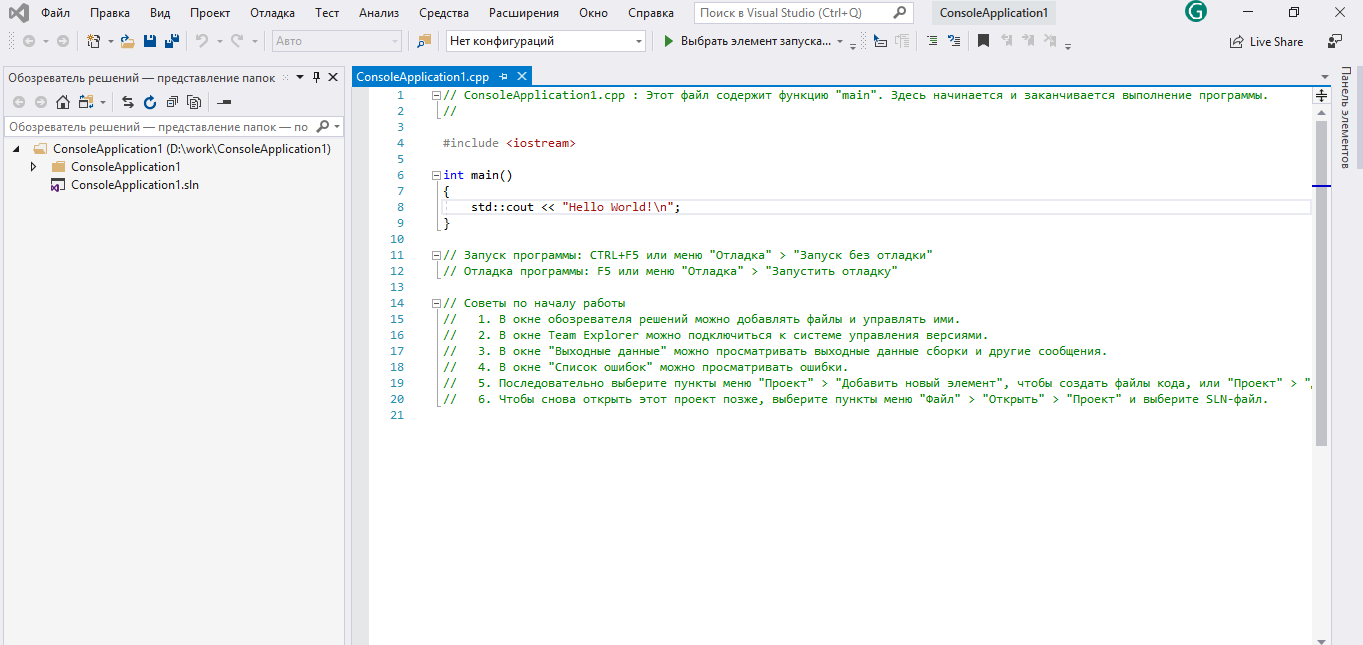 Файл Правка Вид Проект Отладка Тест Анализ Средства Расширения Окно Справка Поиск в Visual Studio (Ctrl+Q) ConsoleApplication1 G
Авто Нет конфигураций Выбрать элемент запуска... Live Share
Обозреватель решений — представление папок
Обозреватель решений — представление папок — по
ConsoleApplication1 (D:\work\ConsoleApplication1)
ConsoleApplication1
ConsoleApplication1.sln
ConsoleApplication1.cpp
1 // ConsoleApplication1.cpp : Этот файл содержит функцию "main". Здесь начинается и заканчивается выполнение программы.
2 //
3
4 #include <iostream>
5
6 int main()
7 {
8 std::cout << "Hello World!\n";
9 }
10
11 // Запуск программы: CTRL+F5 или меню "Отладка" > "Запуск без отладки"
12 // Отладка программы: F5 или меню "Отладка" > "Запустить отладку"
13
14 // Советы по началу работы
15 // 1. В окне обозревателя решений можно добавлять файлы и управлять ими.
16 // 2. В окне Team Explorer можно подключиться к системе управления версиями.
17 // 3. В окне "Выходные данные" можно просматривать выходные данные сборки и другие сообщения.
18 // 4. В окне "Список ошибок" можно просматривать ошибки.
19 // 5. Последовательно выберите пункты меню "Проект" > "Добавить новый элемент", чтобы создать файлы кода, или "Проект" > "
20 // 6. Чтобы снова открыть этот проект позже, выберите пункты меню "Файл" > "Открыть" > "Проект" и выберите SLN-файл.
21
Панель элементов